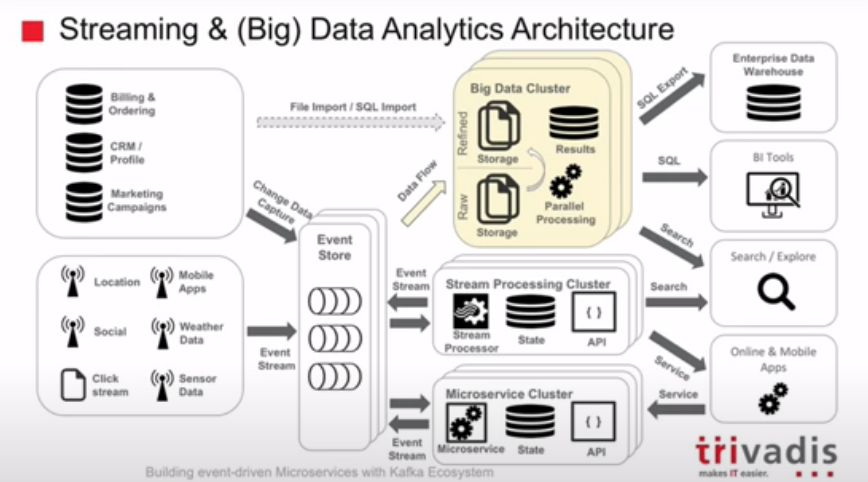 Streaming & (Big) Data Analytics Architecture
Billing &
Ordering
CRM /
Profile
Marketing
Campaigns
File Import / SQL Import
Change Data
Capture
Data Flow
Big Data Cluster
Refined
Storage
Results
Raw
Storage
Parallel
Processing
SQL Export
SQL
Search
Enterprise Data
Warehouse
BI Tools
Search / Explore
Online & Mobile
Apps
Location
Mobile
Apps
Social
Weather
Data
Click
stream
Sensor
Data
Event
Stream
Event
Store
Event
Stream
Stream Processing Cluster
Stream
Processor
State
{ }
API
Search
Service
Service
Microservice Cluster
Microservice
State
{ }
API
Event
Stream
trivadis
makes IT easier.
Building event-driven Microservices with Kafka Ecosystem